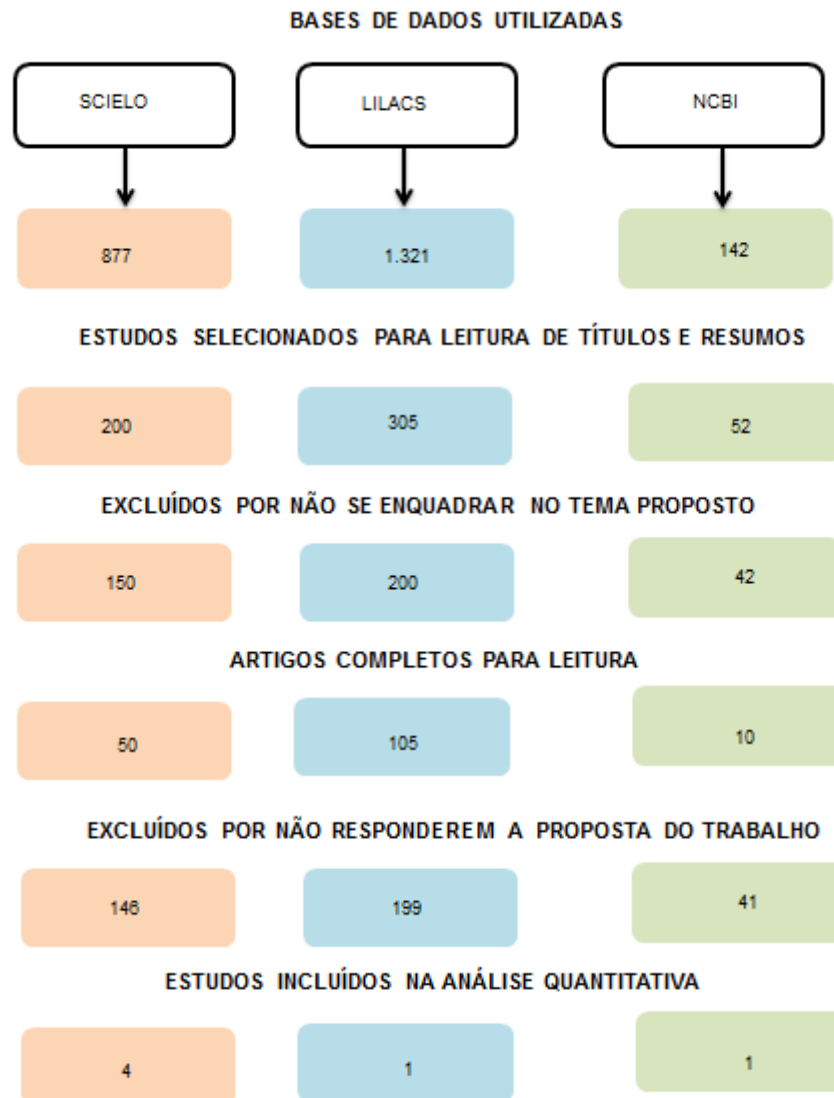 BASES DE DADOS UTILIZADAS
SCIELO LILACS NCBI
877 1.321 142
ESTUDOS SELECIONADOS PARA LEITURA DE TÍTULOS E RESUMOS
200 305 52
EXCLUÍDOS POR NÃO SE ENQUADRAR NO TEMA PROPOSTO
150 200 42
ARTIGOS COMPLETOS PARA LEITURA
50 105 10
EXCLUÍDOS POR NÃO RESPONDEREM A PROPOSTA DO TRABALHO
146 199 41
ESTUDOS INCLUÍDOS NA ANÁLISE QUANTITATIVA
4 1 1